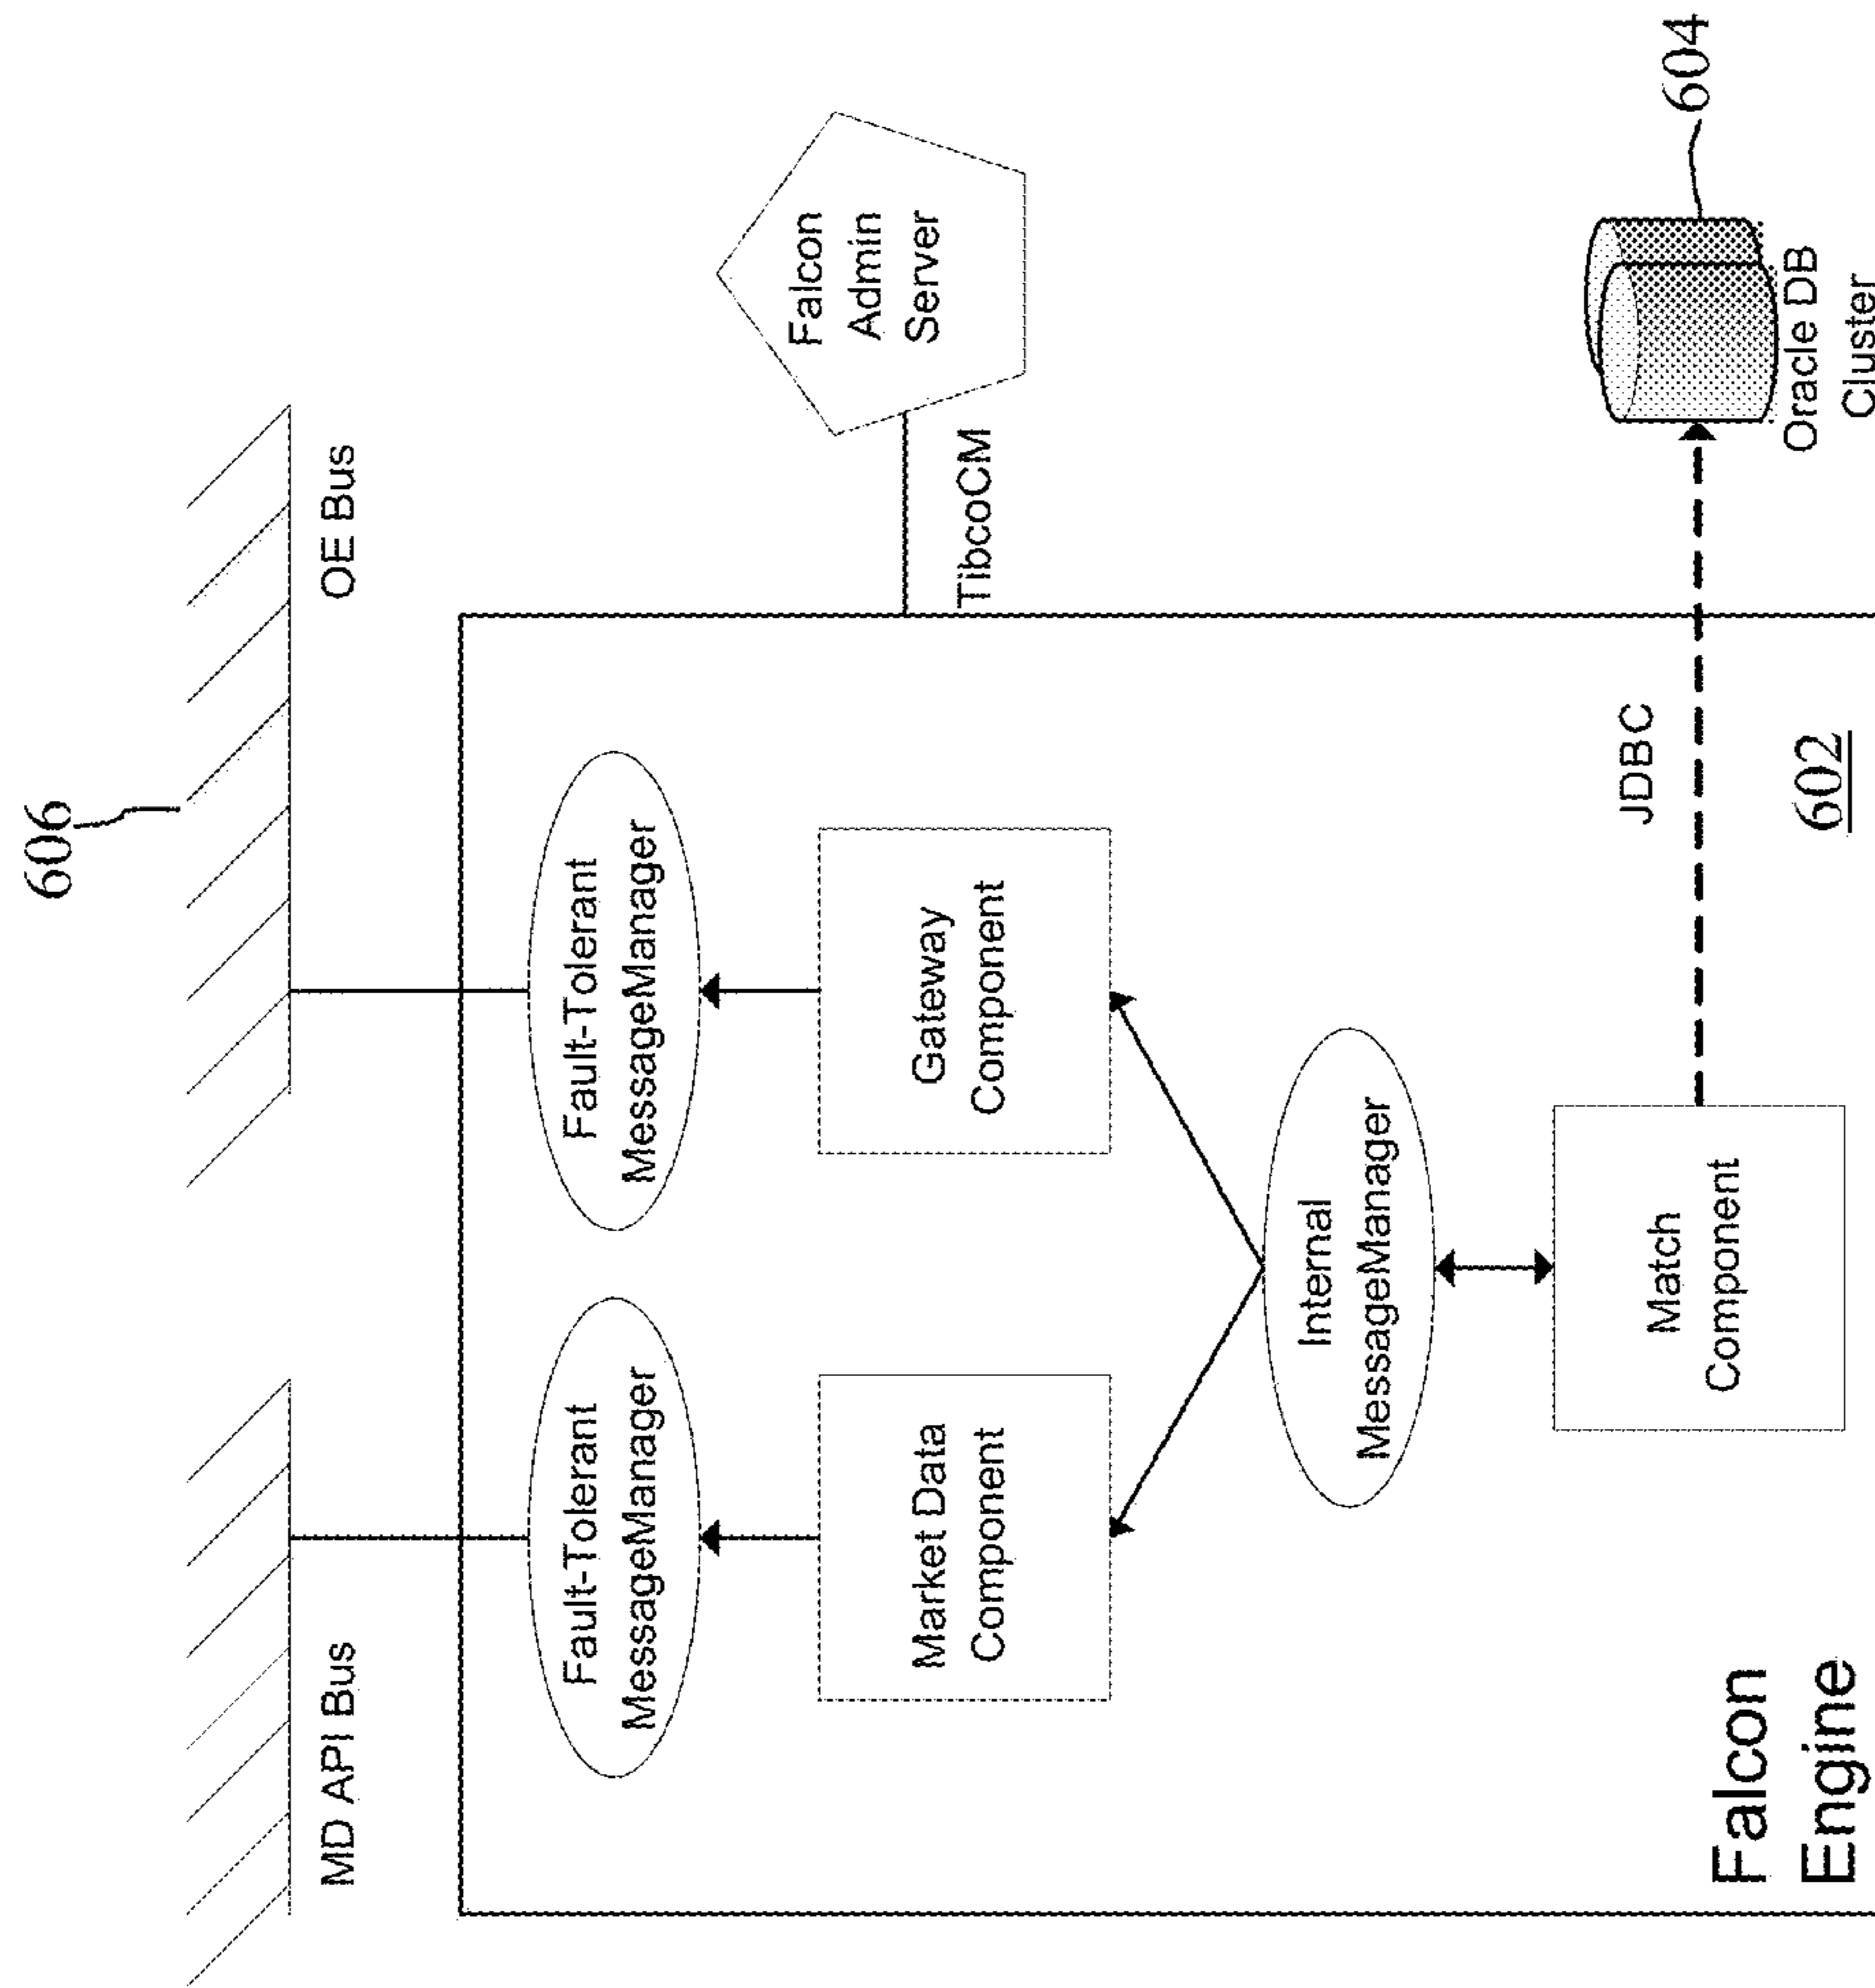 606
MD API Bus
OE Bus
Fault-Tolerant
MessageManager
Fault-Tolerant
MessageManager
Market Data
Component
Gateway
Component
Falcon
Admin
Server
TibcoCM
Internal
MessageManager
Match
Component
JDBC
604
Oracle DB
Cluster
Falcon
Engine
602